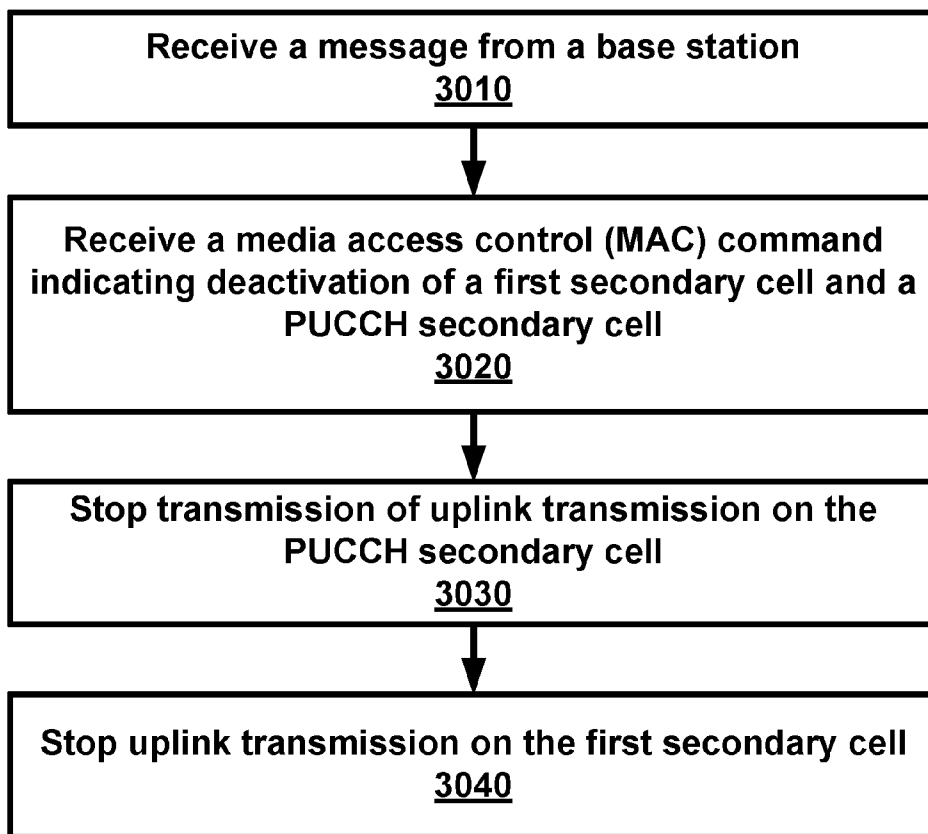 Receive a message from a base station
3010
Receive a media access control (MAC) command
indicating deactivation of a first secondary cell and a
PUCCH secondary cell
3020
Stop transmission of uplink transmission on the
PUCCH secondary cell
3030
Stop uplink transmission on the first secondary cell
3040